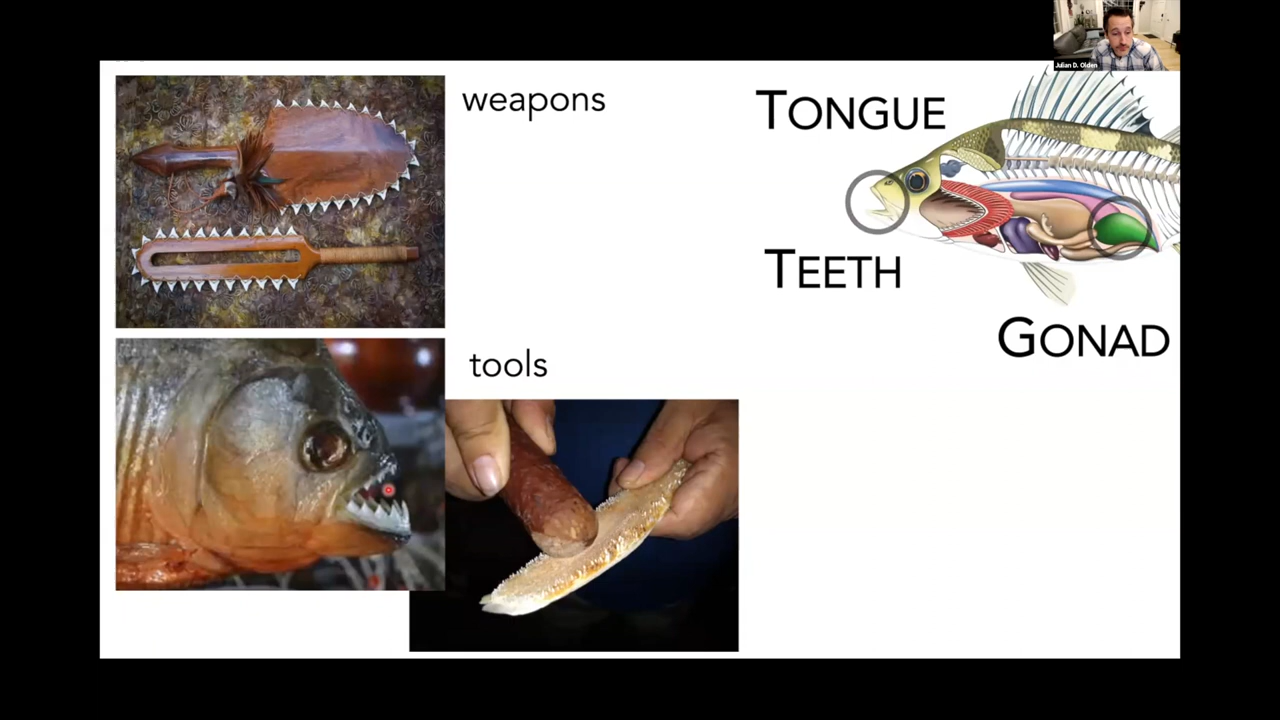 Julian D. Olden
weapons
TONGUE
TEETH
GONAD
tools